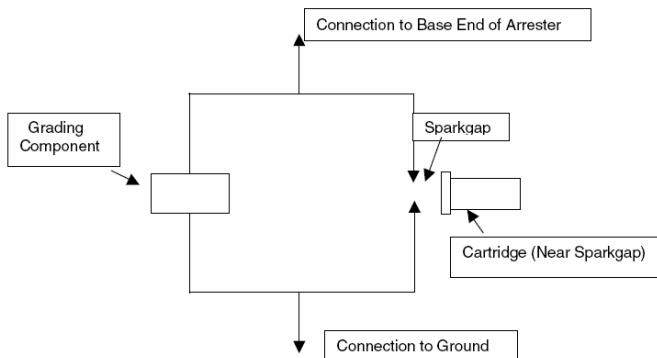 Connection to Base End of Arrester
Grading
Component
Sparkgap
Cartridge (Near Sparkgap)
Connection to Ground